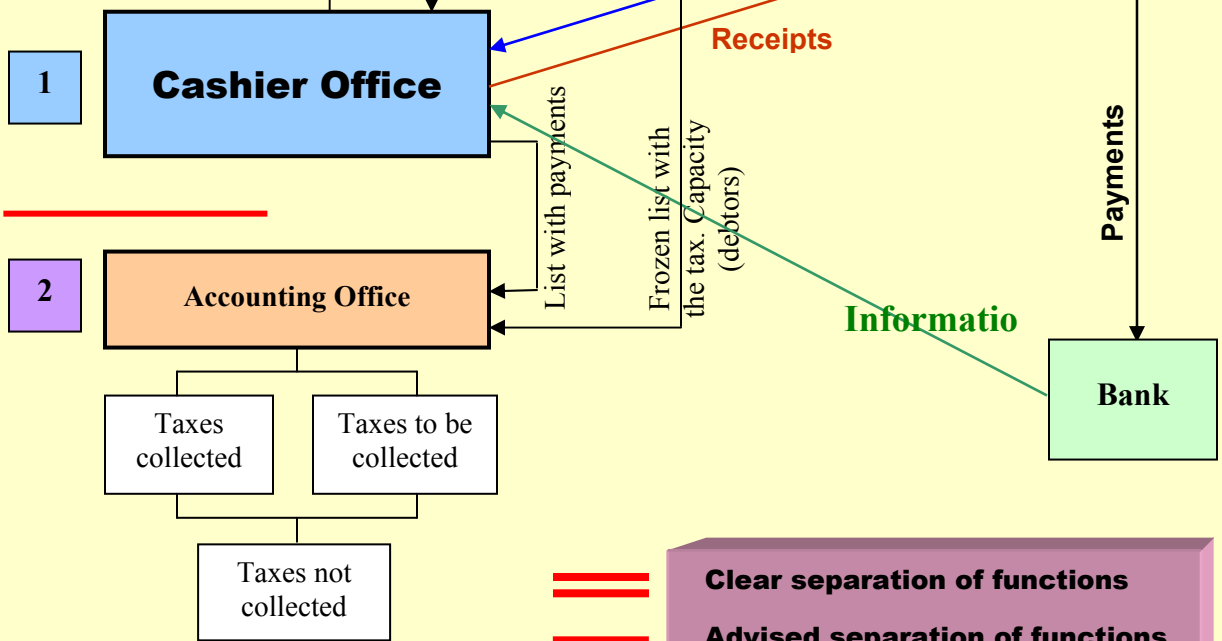 Receipts
1
Cashier Office
List with payments
Frozen list with
the tax. Capacity
(debtors)
Payments
2
Accounting Office
Informatio
Bank
Taxes
collected
Taxes to be
collected
Taxes not
collected
Clear separation of functions
Advised separation of functions